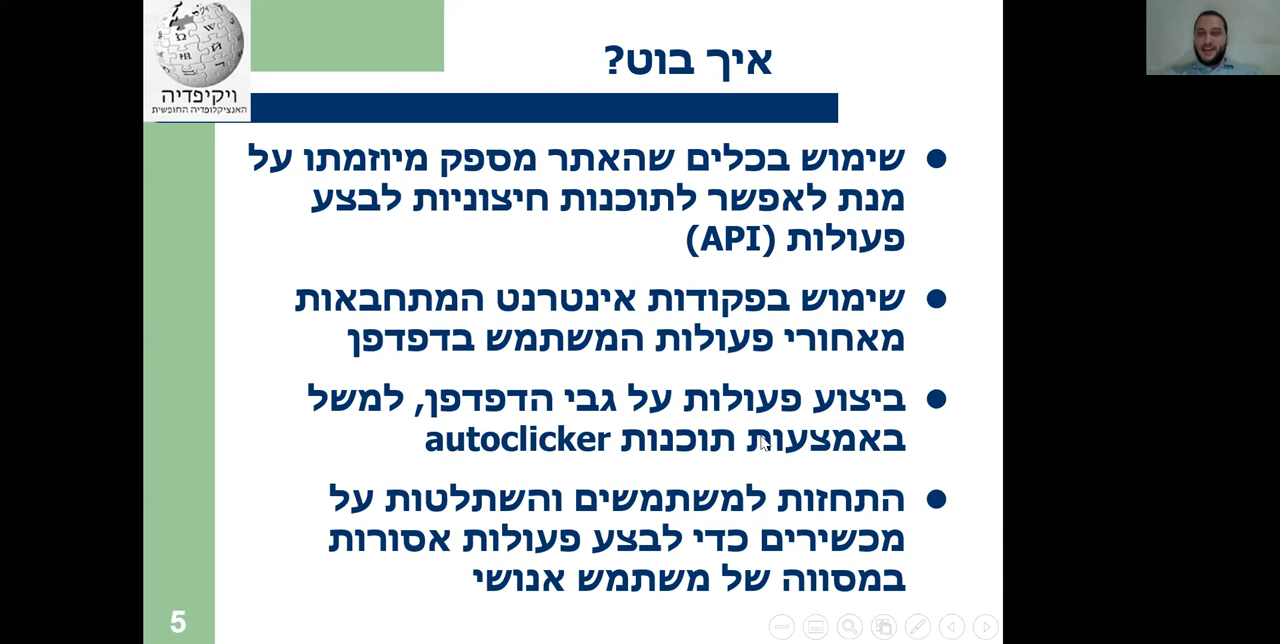 ויקיפדיה
האנציקלופדיה החופשית
איך בוט?
שימוש בכלים שהאתר מספק מיוזמתו על
מנת לאפשר לתוכנות חיצוניות לבצע
פעולות (API)
שימוש בפקודות אינטרנט המתחבאות
מאחורי פעולות המשתמש בדפדפן
ביצוע פעולות על גבי הדפדפן, למשל
באמצעות תוכנות autoclicker
התחזות למשתמשים והשתלטות על
מכשירים כדי לבצע פעולות אסורות
במסווה של משתמש אנושי
5